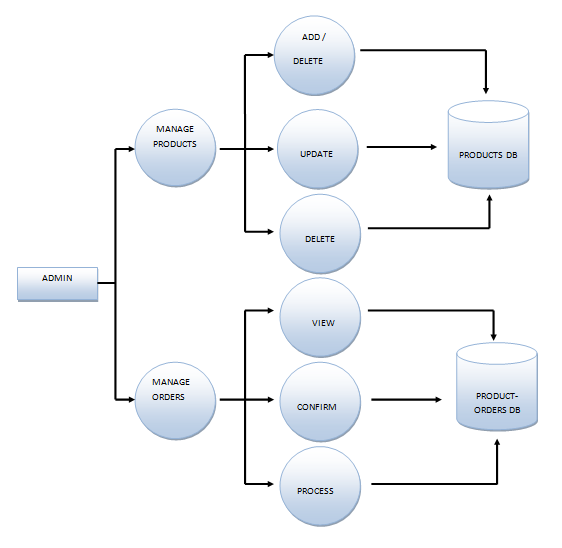 ADD /
DELETE
MANAGE
PRODUCTS
UPDATE
PRODUCTS DB
DELETE
ADMIN
VIEW
MANAGE
ORDERS
CONFIRM
PRODUCT-
ORDERS DB
PROCESS